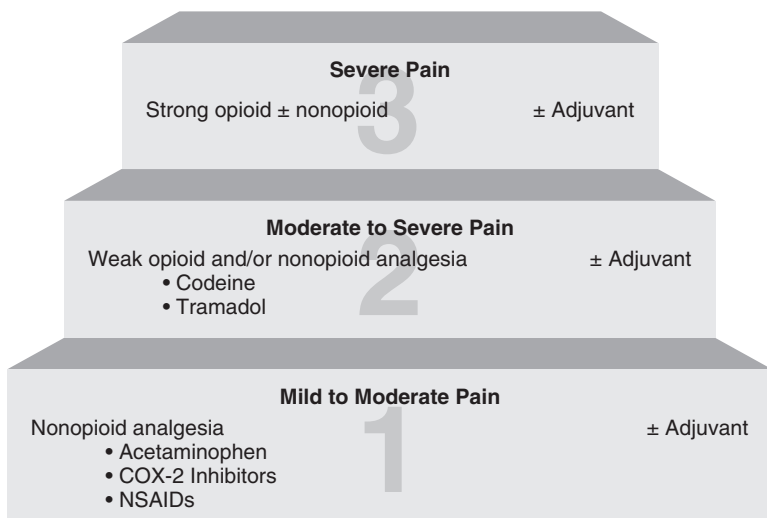 3
Severe Pain
Strong opioid ± nonopioid ± Adjuvant
2
Moderate to Severe Pain
Weak opioid and/or nonopioid analgesia ± Adjuvant
• Codeine
• Tramadol
1
Mild to Moderate Pain
Nonopioid analgesia ± Adjuvant
• Acetaminophen
• COX-2 Inhibitors
• NSAIDs